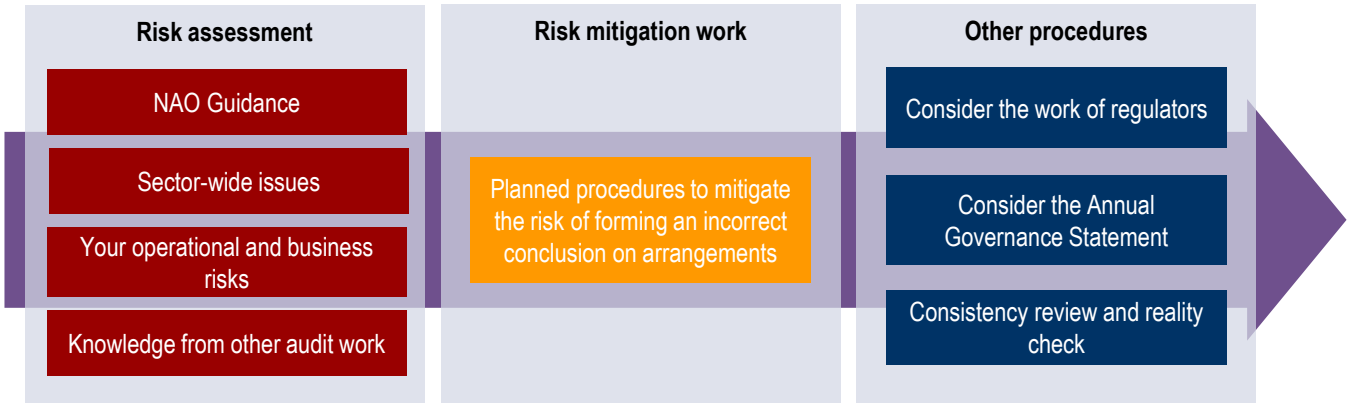 Risk assessment
NAO Guidance
Sector-wide issues
Your operational and business
risks
Knowledge from other audit work
Risk mitigation work
Planned procedures to mitigate
the risk of forming an incorrect
conclusion on arrangements
Other procedures
Consider the work of regulators
Consider the Annual
Governance Statement
Consistency review and reality
check